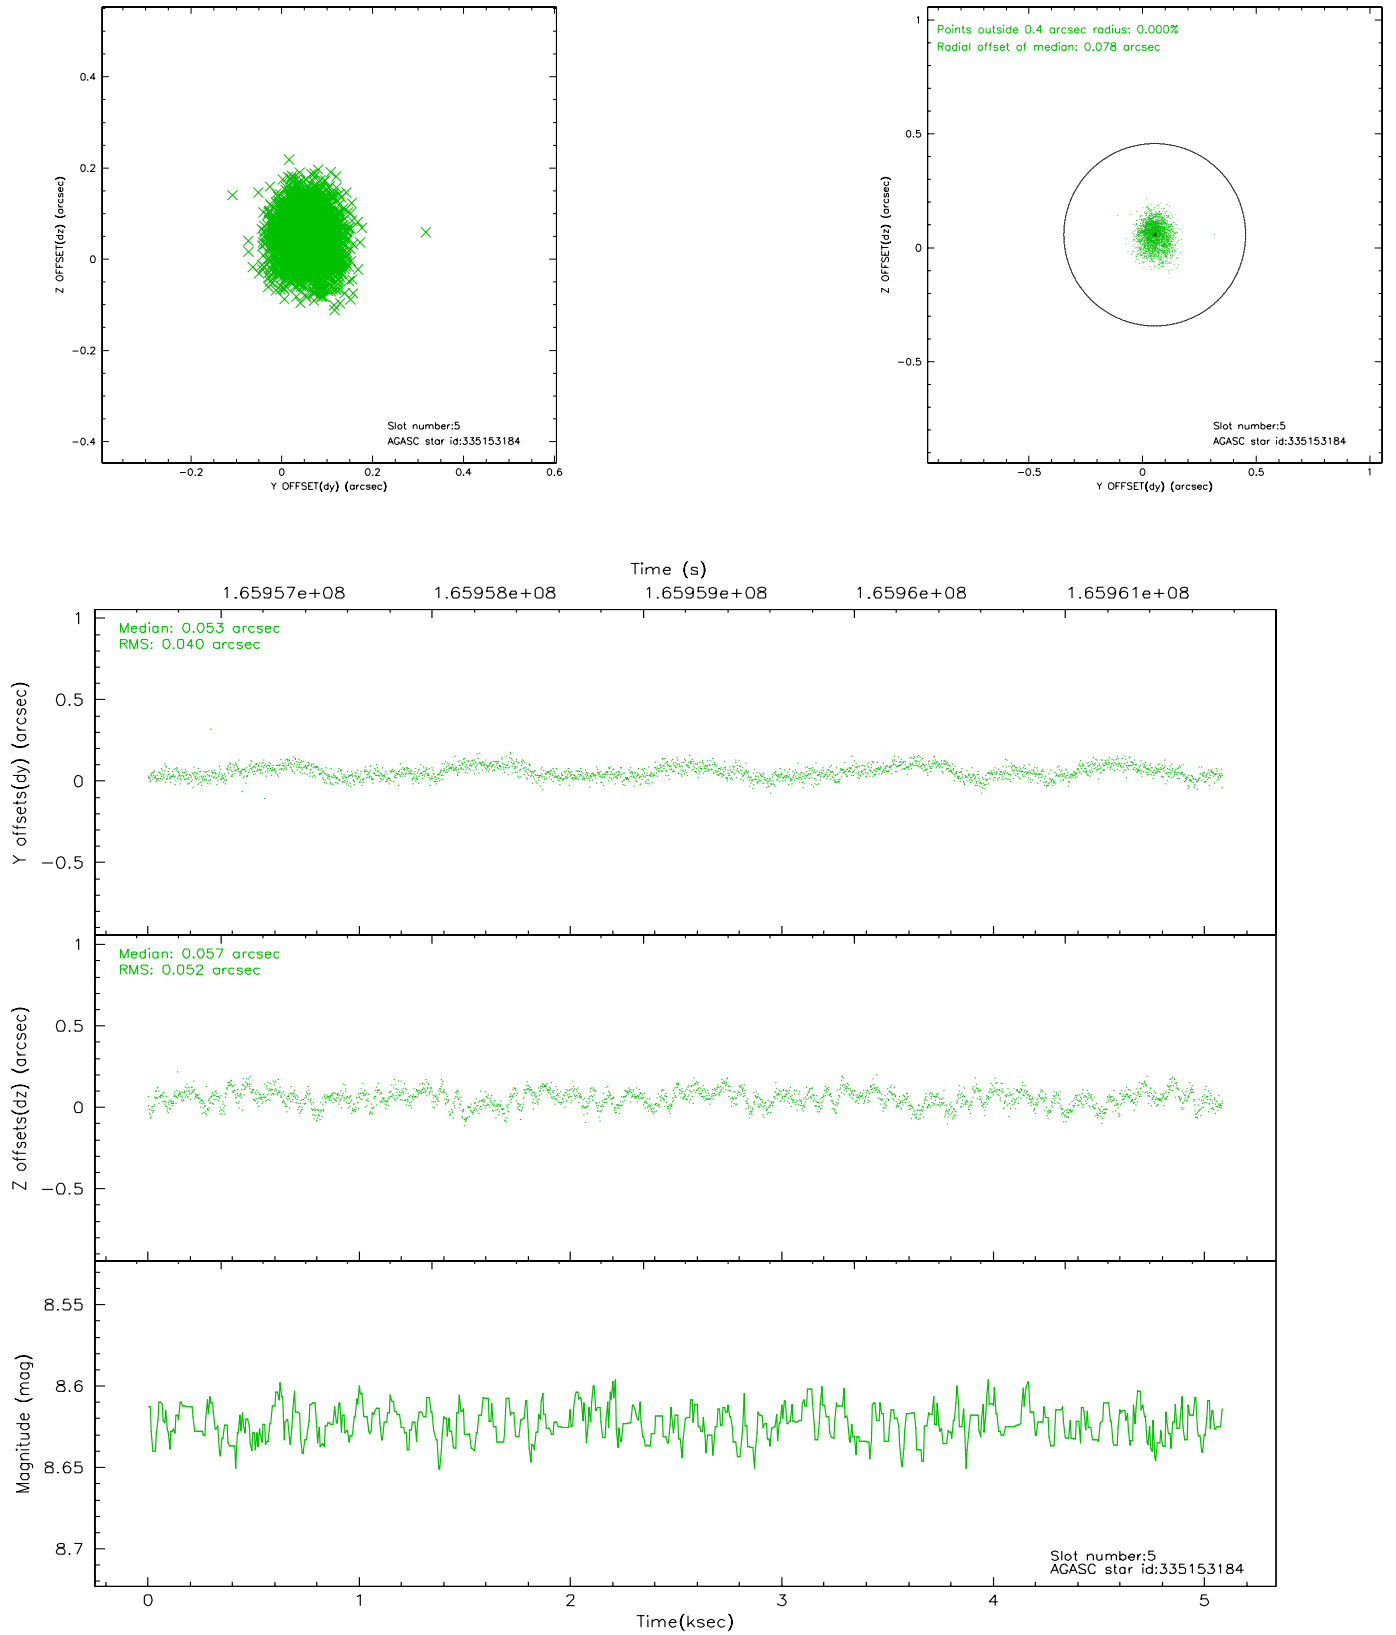 0.4
0.2
0
−0.2
−0.4
Z OFFSET(dz) (arcsec)
Slot number:5
AGASC star id:335153184
−0.2
0
0.2
0.4
0.6
Y OFFSET(dy) (arcsec)
Points outside 0.4 arcsec radius: 0.000%
Radial offset of median: 0.078 arcsec
1
0.5
0
−0.5
Z OFFSET(dz) (arcsec)
Slot number:5
AGASC star id:335153184
−0.5
0
0.5
1
Y OFFSET(dy) (arcsec)
Time (s)
1.65957e+08
1.65958e+08
1.65959e+08
1.6596e+08
1.65961e+08
Median: 0.053 arcsec
RMS: 0.040 arcsec
1
0.5
0
−0.5
Y offsets(dy) (arcsec)
Median: 0.057 arcsec
RMS: 0.052 arcsec
1
0.5
0
−0.5
Z offsets(dz) (arcsec)
8.55
8.6
8.65
8.7
Magnitude (mag)
Slot number:5
AGASC star id:335153184
0
1
2
3
4
5
Time(ksec)